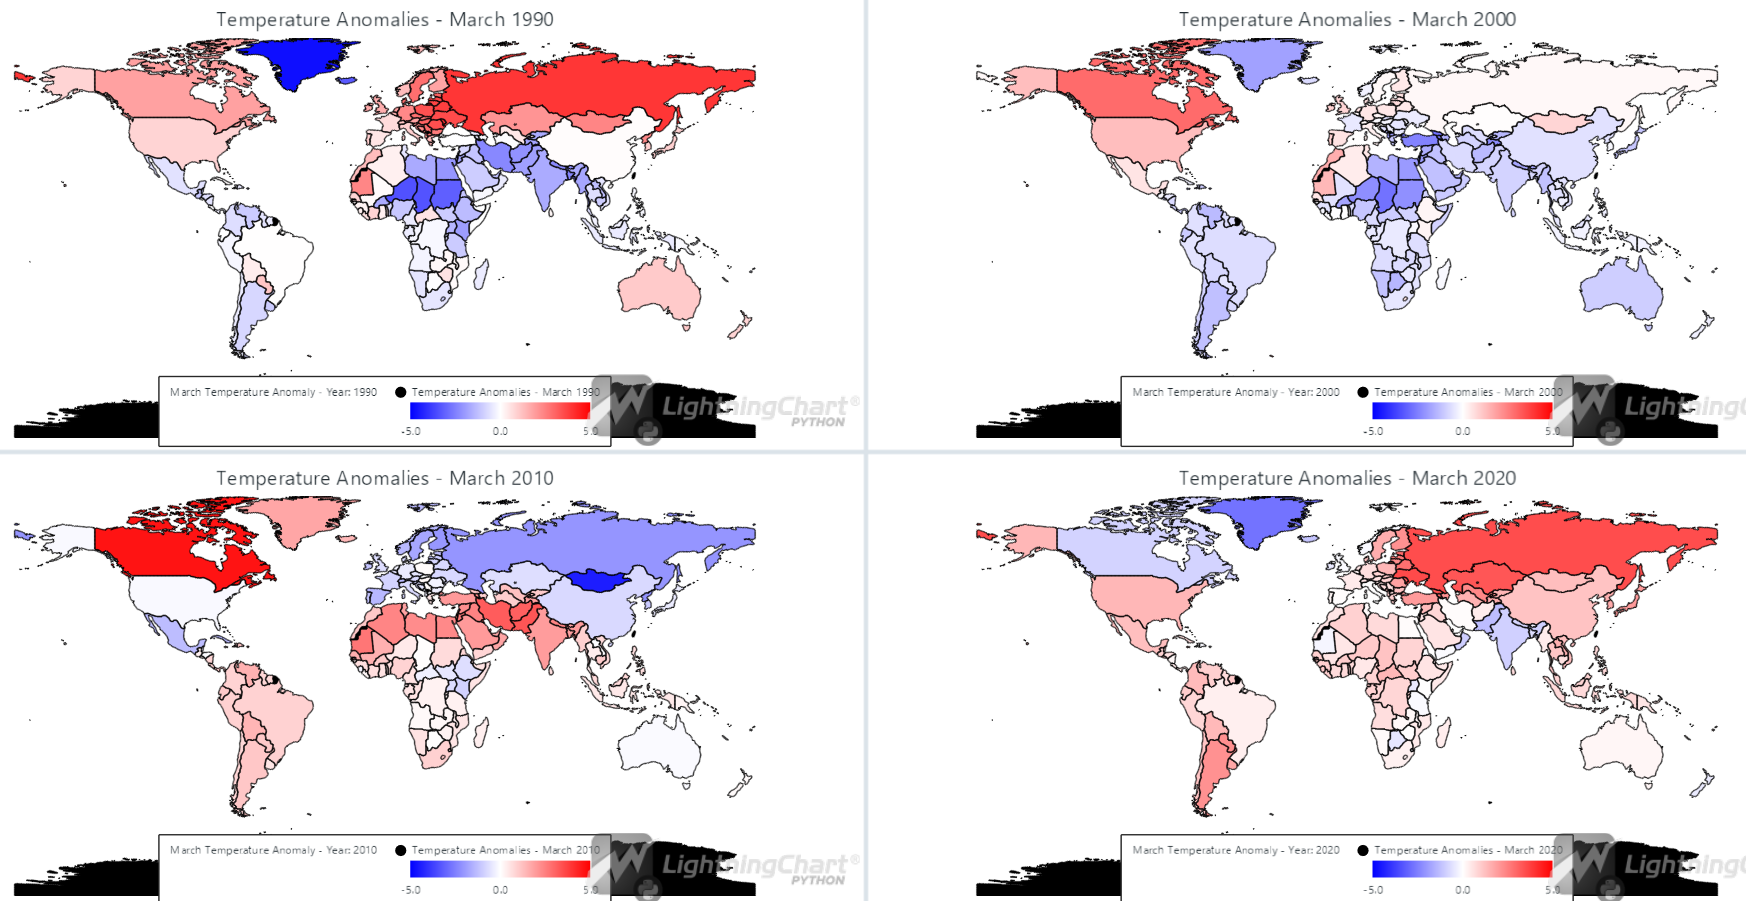 Temperature Anomalies - March 1990
March Temperature Anomaly - Year: 1990
Temperature Anomalies - March 1990
-5.0 0.0 5.0
LightningChart®
PYTHON
Temperature Anomalies - March 2000
March Temperature Anomaly - Year: 2000
Temperature Anomalies - March 2000
-5.0 0.0 5.0
Temperature Anomalies - March 2010
March Temperature Anomaly - Year: 2010
Temperature Anomalies - March 2010
-5.0 0.0 5.0
LightningChart®
PYTHON
Temperature Anomalies - March 2020
March Temperature Anomaly - Year: 2020
Temperature Anomalies - March 2020
-5.0 0.0 5.0